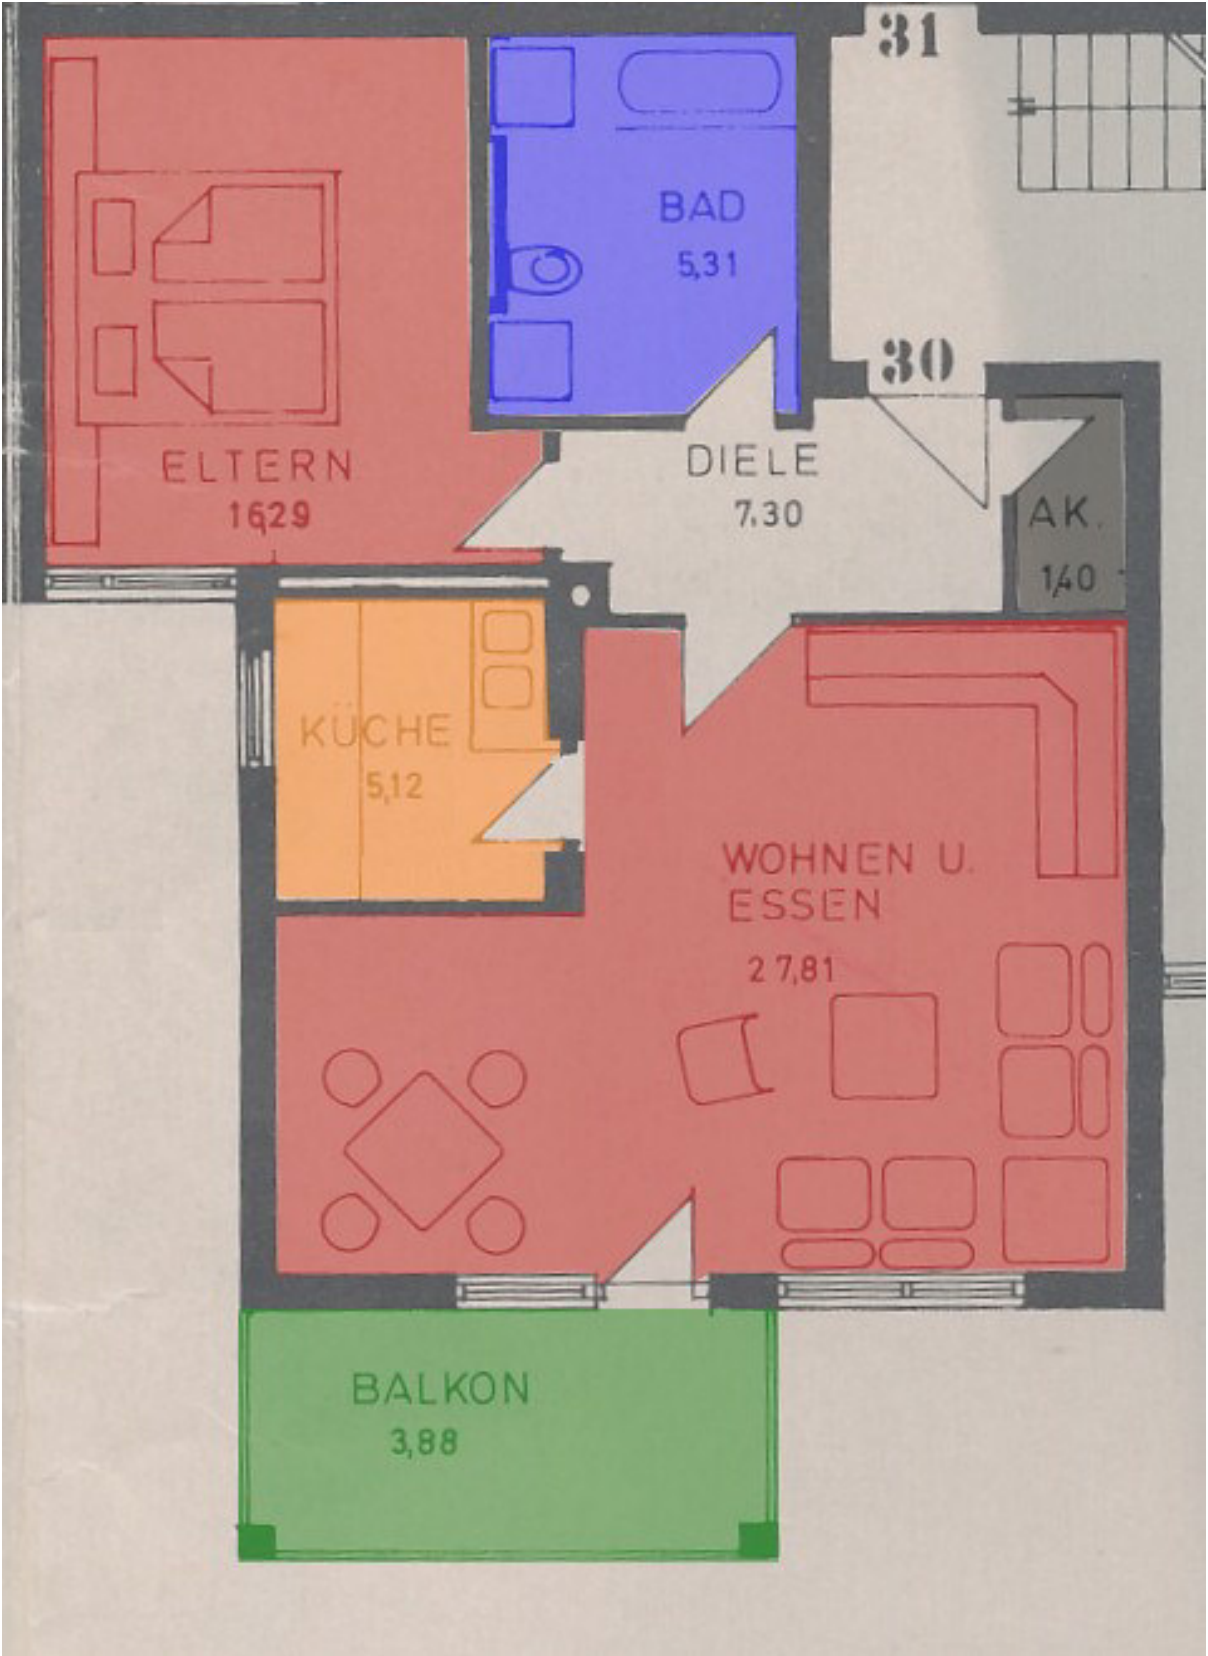 31
BAD
5,31
30
ELTERN
16,29
DIELE
7.30
AK.
1,40
KÜCHE
5,12
WOHNEN U.
ESSEN
27,81
BALKON
3,88